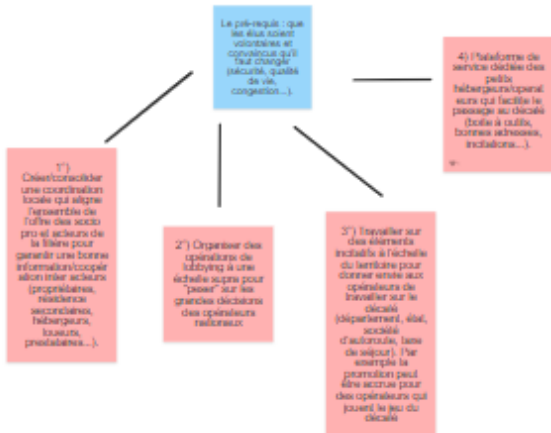 Le pré-requis : que
les élus soient
volontaires et
convaincus qu'il
faut changer
(sécurité, qualité
de vie,
congestion...).
4) Plateforme de
service dédiée des
petits
hébergeurs/opérat
eurs qui facilite le
passage au décalé
(boite à outils,
bonnes adresses,
incitations...).
1°)
Créer/consolider
une coordination
locale qui aligne
l'ensemble de
l'offre des socio
pro et acteurs de
la filière pour
garantir une bonne
information/coopér
ation inter acteurs
(propriétaires,
résidence
secondaires,
hébergeurs,
loueurs,
prestataires...).
2°) Organiser des
opérations de
lobbying à une
échelle supra pour
"peser" sur les
grandes décisions
des opérateurs
nationaux
3°) Travailler sur
des éléments
incitatifs à l'échelle
du territoire pour
donner envie aux
opérateurs de
travailler sur le
décalé
(département, état,
société
d'autoroute, taxe
de séjour). Par
exemple la
promotion peut
être accrue pour
des opérateurs qui
jouent le jeu du
décalé